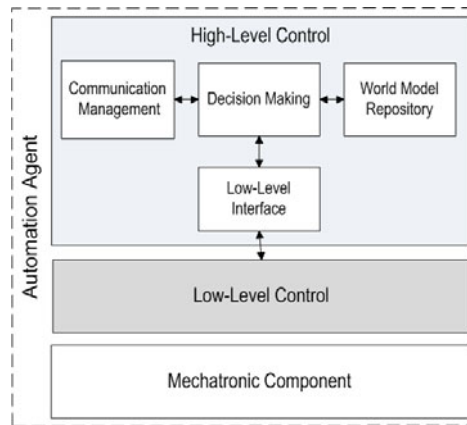 Automation Agent
High-Level Control
Communication
Management
Decision Making
World Model
Repository
Low-Level
Interface
Low-Level Control
Mechatronic Component